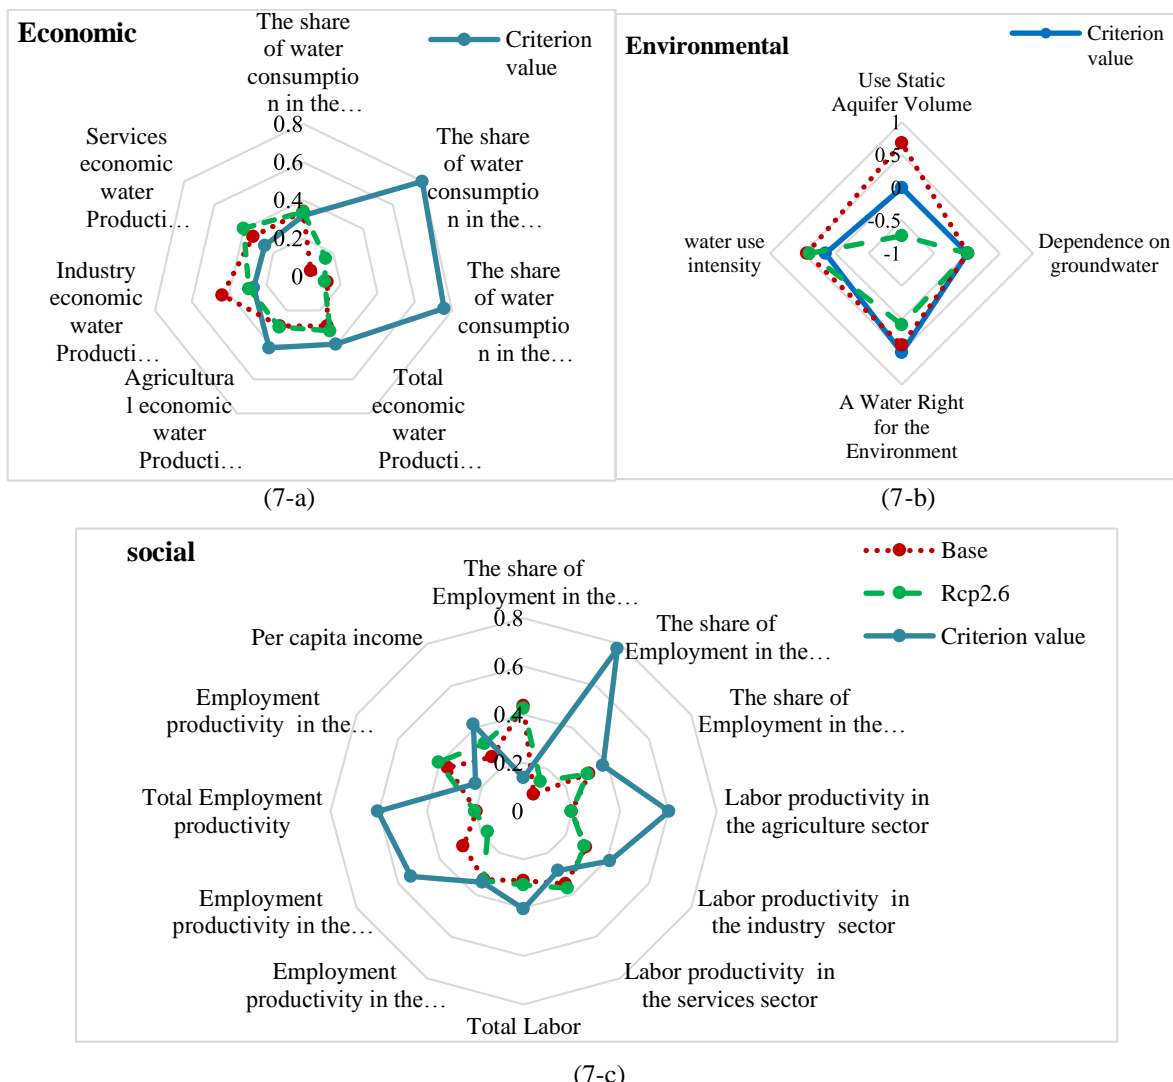 Economic
Criterion
value
The share
of water
consumptio
n in the…
0.8
0.6
0.4
0.2
0
Services
economic
water
Producti…
The share
of water
consumptio
n in the…
Industry
economic
water
Producti…
The share
of water
consumptio
n in the…
Agricultura
l economic
water
Producti…
Total
economic
water
Producti…
(7-a)
Environmental
Criterion
value
Use Static
Aquifer Volume
1
0.5
0
-0.5
-1
water use
intensity
Dependence on
groundwater
A Water Right
for the
Environment
(7-b)
social
Base
Rcp2.6
Criterion value
The share of
Employment in the…
0.8
0.6
0.4
0.2
0
Per capita income
The share of
Employment in the…
Employment
productivity in the…
The share of
Employment in the…
Total Employment
productivity
Labor productivity in
the agriculture sector
Employment
productivity in the…
Labor productivity in
the industry sector
Employment
productivity in the…
Labor productivity in
the services sector
Total Labor
(7-c)